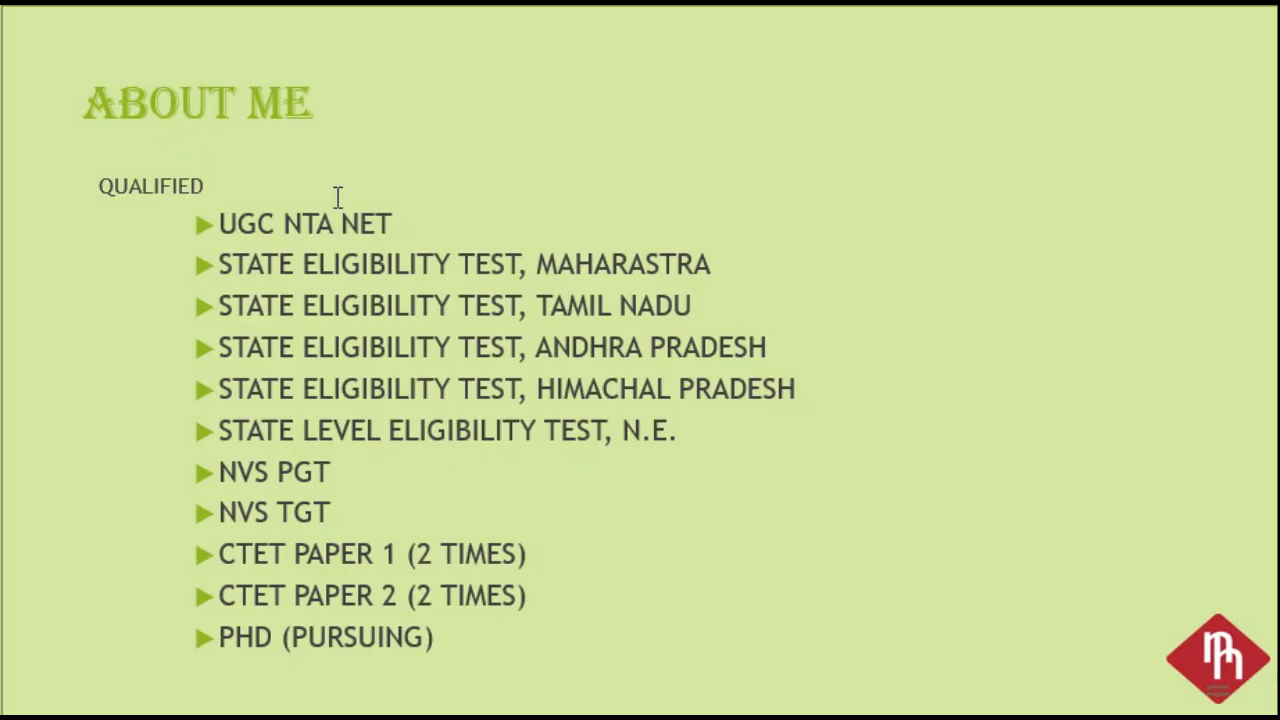 ABOUT ME
QUALIFIED
UGC NTA NET
STATE ELIGIBILITY TEST, MAHARASTRA
STATE ELIGIBILITY TEST, TAMIL NADU
STATE ELIGIBILITY TEST, ANDHRA PRADESH
STATE ELIGIBILITY TEST, HIMACHAL PRADESH
STATE LEVEL ELIGIBILITY TEST, N.E.
NVS PGT
NVS TGT
CTET PAPER 1 (2 TIMES)
CTET PAPER 2 (2 TIMES)
PHD (PURSUING)